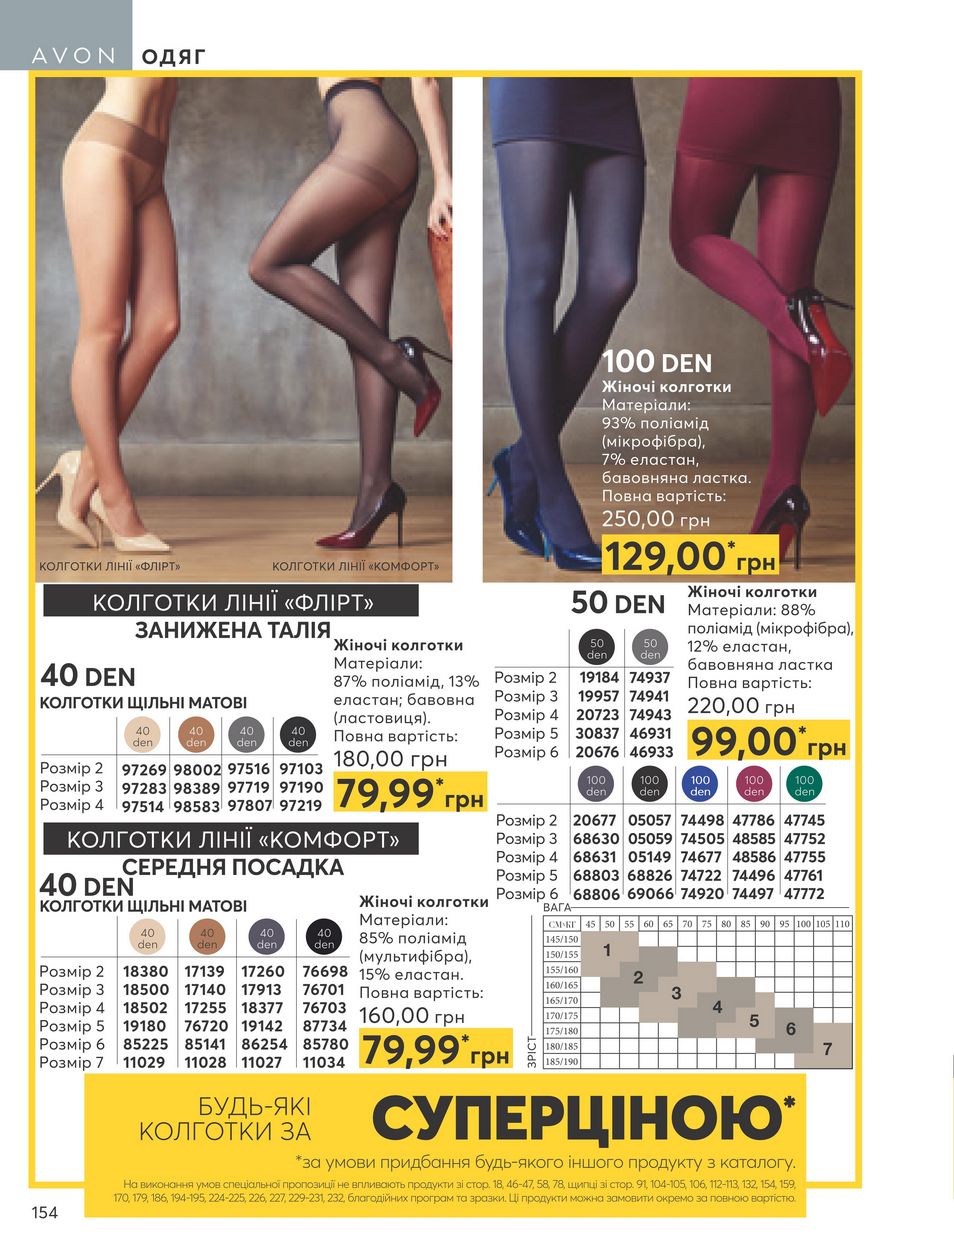 AVON ОДЯГ
КОЛГОТКИ ЛІНІЇ «ФЛІРТ»
КОЛГОТКИ ЛІНІЇ «КОМФОРТ»
100 DEN
Жіночі колготки
Матеріали:
93% поліамід
(мікрофібра),
7% еластан,
бавовняна ластка.
Повна вартість:
250,00 грн
129,00*грн
КОЛГОТКИ ЛІНІЇ «ФЛІРТ»
ЗАНИЖЕНА ТАЛІЯ
40 DEN
КОЛГОТКИ ЩІЛЬНІ МАТОВІ
40 den 40 den 40 den 40 den
Розмір 2 97269 98002 97516 97103
Розмір 3 97283 98389 97719 97190
Розмір 4 97514 98583 97807 97219
Жіночі колготки
Матеріали:
87% поліамід, 13%
еластан; бавовна
(ластовиця).
Повна вартість:
180,00 грн
79,99*грн
КОЛГОТКИ ЛІНІЇ «КОМФОРТ»
СЕРЕДНЯ ПОСАДКА
40 DEN
КОЛГОТКИ ЩІЛЬНІ МАТОВІ
40 den 40 den 40 den 40 den
Розмір 2 18380 17139 17260 76698
Розмір 3 18500 17140 17913 76701
Розмір 4 18502 17255 18377 76703
Розмір 5 19180 76720 19142 87734
Розмір 6 85225 85141 86254 85780
Розмір 7 11029 11028 11027 11034
Жіночі колготки
Матеріали:
85% поліамід
(мультифібра),
15% еластан.
Повна вартість:
160,00 грн
79,99*грн
50 DEN
50 den 50 den
Розмір 2 19184 74937
Розмір 3 19957 74941
Розмір 4 20723 74943
Розмір 5 30837 46931
Розмір 6 20676 46933
Жіночі колготки
Матеріали: 88%
поліамід (мікрофібра),
12% еластан,
бавовняна ластка
Повна вартість:
220,00 грн
99,00*грн
100 den 100 den 100 den 100 den 100 den
Розмір 2 20677 05057 74498 47786 47745
Розмір 3 68630 05059 74505 48585 47752
Розмір 4 68631 05149 74677 48586 47755
Розмір 5 68803 68826 74722 74496 47761
Розмір 6 68806 69066 74920 74497 47772
ВАГА
СМ\КГ 45 50 55 60 65 70 75 80 85 90 95 100 105 110
145/150
150/155 1
155/160 2
160/165
165/170 3
170/175 4
175/180 5 6
180/185 7
185/190
ЗРІСТ
БУДЬ-ЯКІ
КОЛГОТКИ ЗА
СУПЕРЦІНОЮ*
*за умови придбання будь-якого іншого продукту з каталогу.
На виконання умов спеціальної пропозиції не впливають продукти зі стор. 18, 46-47, 58, 78, щипці зі стор. 91, 104-105, 106, 112-113, 132, 154, 159,
170, 179, 186, 194-195, 224-225, 226, 227, 229-231, 232, благодійних програм та зразки. Ці продукти можна замовити окремо за повною вартістю.
154